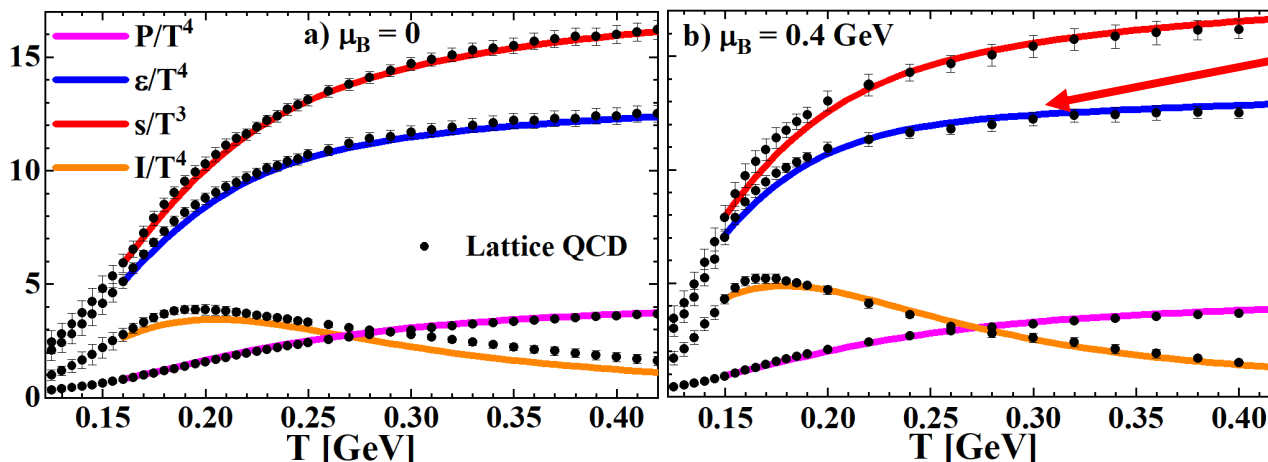 P/T⁴
ε/T⁴
s/T³
I/T⁴
a) μB = 0
Lattice QCD
15
10
5
0
0.15 0.20 0.25 0.30 0.35 0.40
T [GeV]
b) μB = 0.4 GeV
0.15 0.20 0.25 0.30 0.35 0.40
T [GeV]